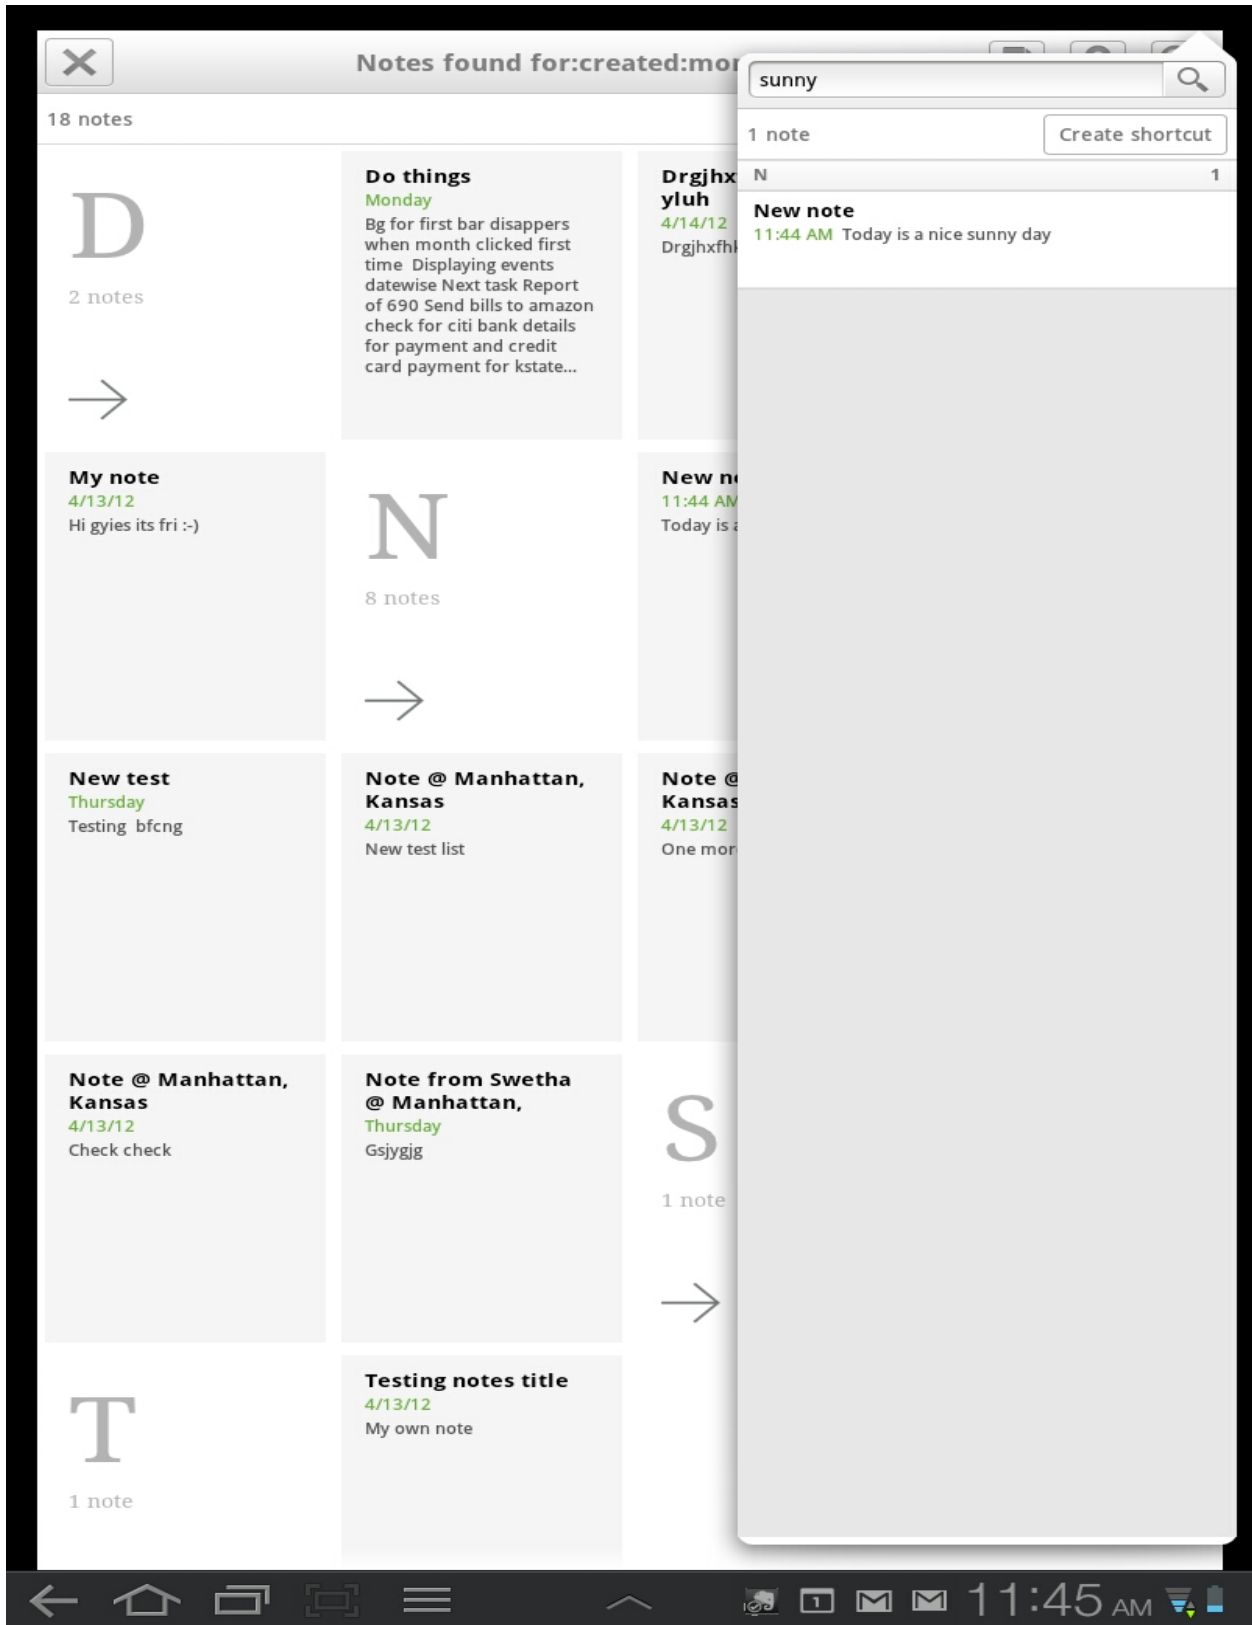 Notes found for:created:mor
sunny
18 notes
1 note
Create shortcut
N
1
New note
11:44 AM Today is a nice sunny day
D
2 notes
Do things
Monday
Bg for first bar disappers
when month clicked first
time Displaying events
datewise Next task Report
of 690 Send bills to amazon
check for citi bank details
for payment and credit
card payment for kstate...
Drgjhx
yluh
4/14/12
Drgjhxfhk
My note
4/13/12
Hi gyies its fri :-)
N
8 notes
New
11:44 AM
Today is a
New test
Thursday
Testing bfcng
Note @ Manhattan,
Kansas
4/13/12
New test list
Note @
Kansas
4/13/12
One mor
Note @ Manhattan,
Kansas
4/13/12
Check check
Note from Swetha
@ Manhattan,
Thursday
Gsjygjg
S
1 note
T
1 note
Testing notes title
4/13/12
My own note
1
11:45 AM